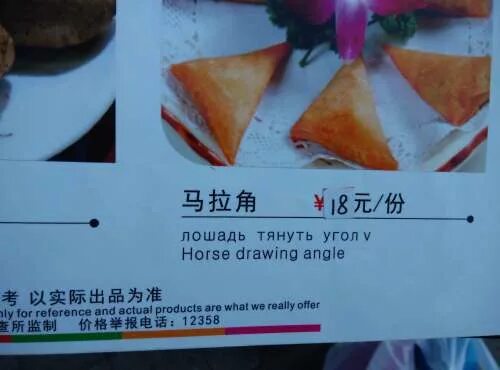 马拉角 ¥18元/份
лошадь тянуть угол v
Horse drawing angle
考 以实际出品为准
nly for reference and actual products are what we really offer
查所监制 价格举报电话：12358